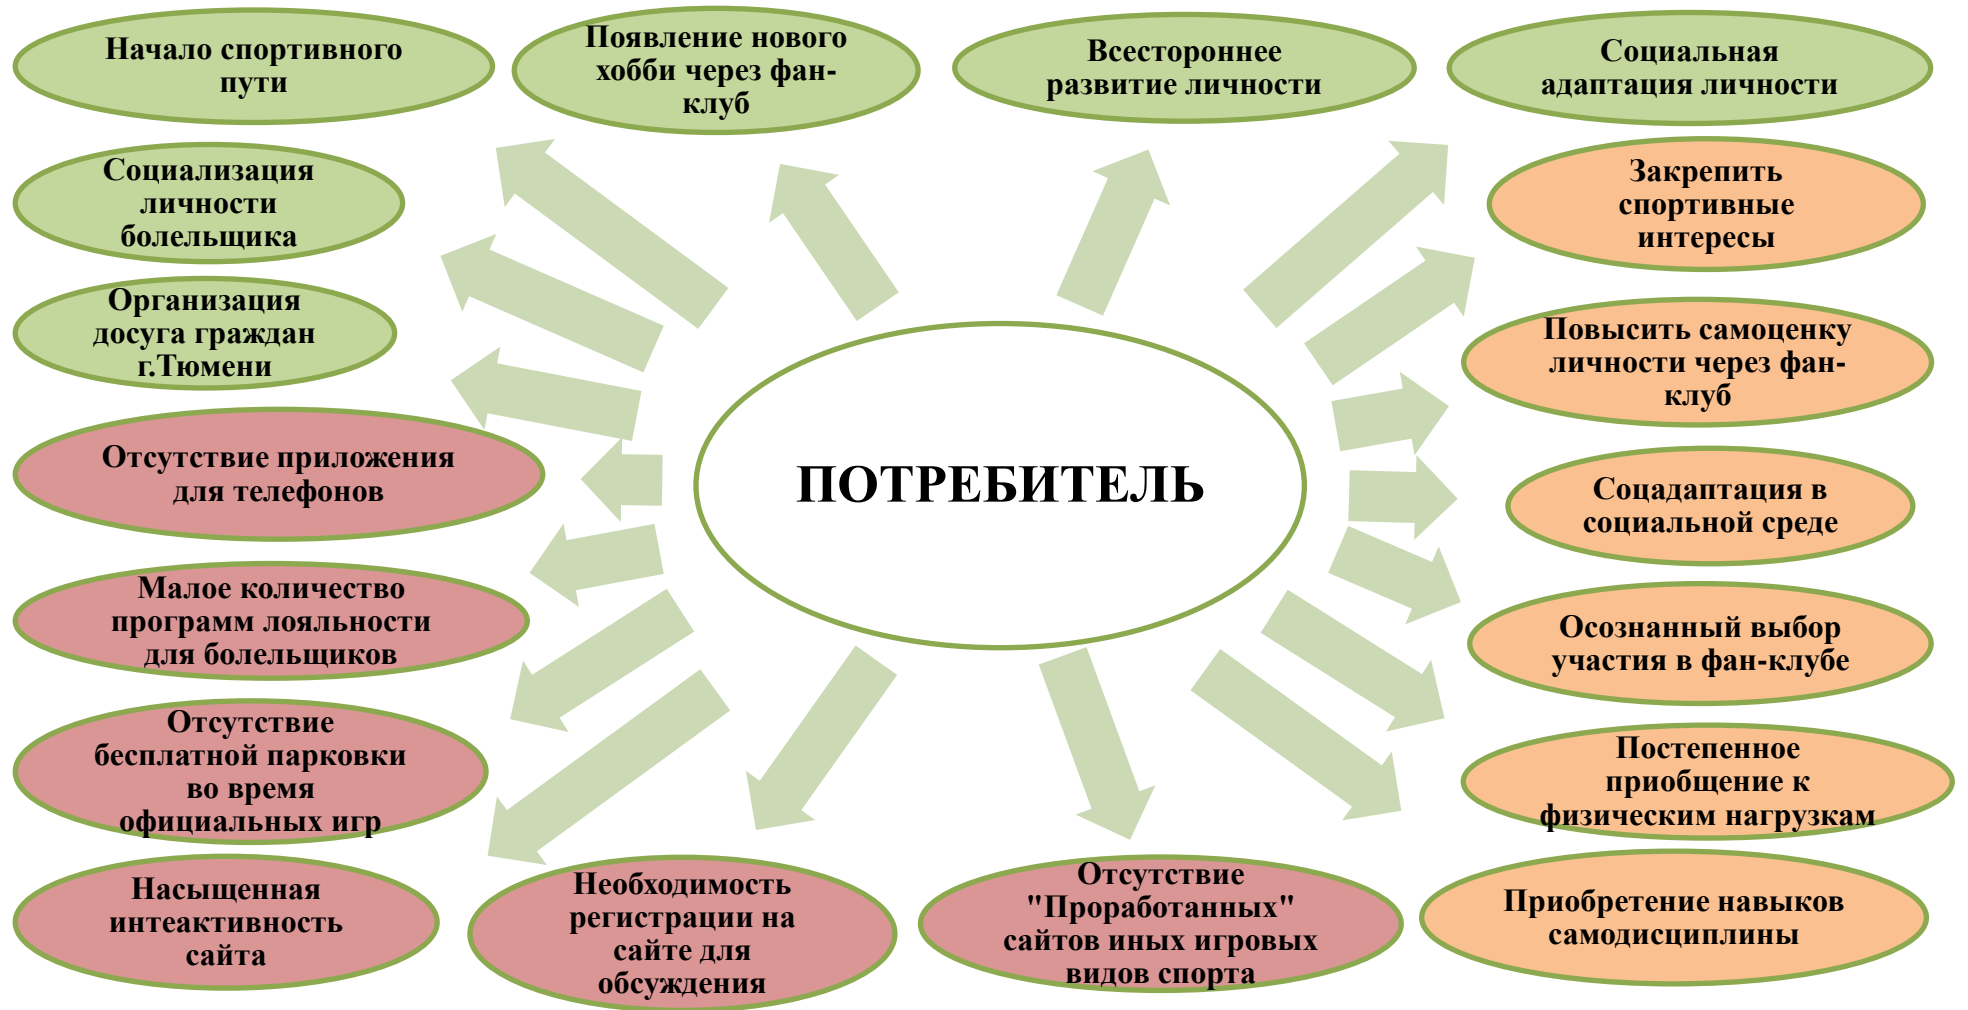 Начало спортивного
пути
Появление нового
хобби через фан-
клуб
Всестороннее
развитие личности
Социальная
адаптация личности
Социализация
личности
болельщика
Закрепить
спортивные
интересы
Организация
досуга граждан
г.Тюмени
Повысить самоценку
личности через фан-
клуб
Отсутствие приложения
для телефонов
ПОТРЕБИТЕЛЬ
Соцадаптация в
социальной среде
Малое количество
программ лояльности
для болельщиков
Осознанный выбор
участия в фан-клубе
Отсутствие
бесплатной парковки
во время
официальных игр
Постепенное
приобщение к
физическим нагрузкам
Насыщенная
интеактивность
сайта
Необходимость
регистрации на
сайте для
обсуждения
Отсутствие
"Проработанных"
сайтов иных игровых
видов спорта
Приобретение навыков
самодисциплины